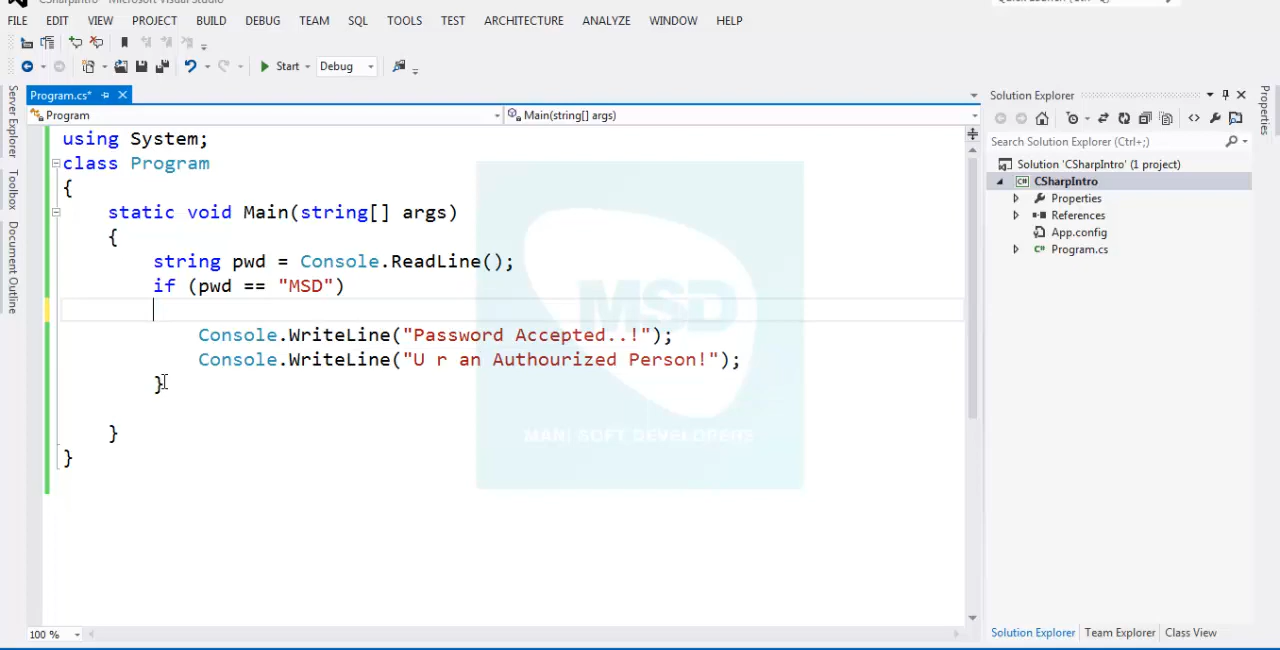 CSharpIntro - Microsoft Visual Studio
FILE EDIT VIEW PROJECT BUILD DEBUG TEAM SQL TOOLS TEST ARCHITECTURE ANALYZE WINDOW HELP
Start Debug
Program.cs*
Program
Main(string[] args)
using System;
class Program
{
static void Main(string[] args)
{
string pwd = Console.ReadLine();
if (pwd == "MSD")
Console.WriteLine("Password Accepted..!");
Console.WriteLine("U r an Authourized Person!");
}
}
}
MSD
MANI SOFT DEVELOPERS
100 %
Server Explorer
Toolbox
Document Outline
Solution Explorer
Search Solution Explorer (Ctrl+;)
Solution 'CSharpIntro' (1 project)
CSharpIntro
Properties
References
App.config
Program.cs
Solution Explorer Team Explorer Class View
Properties